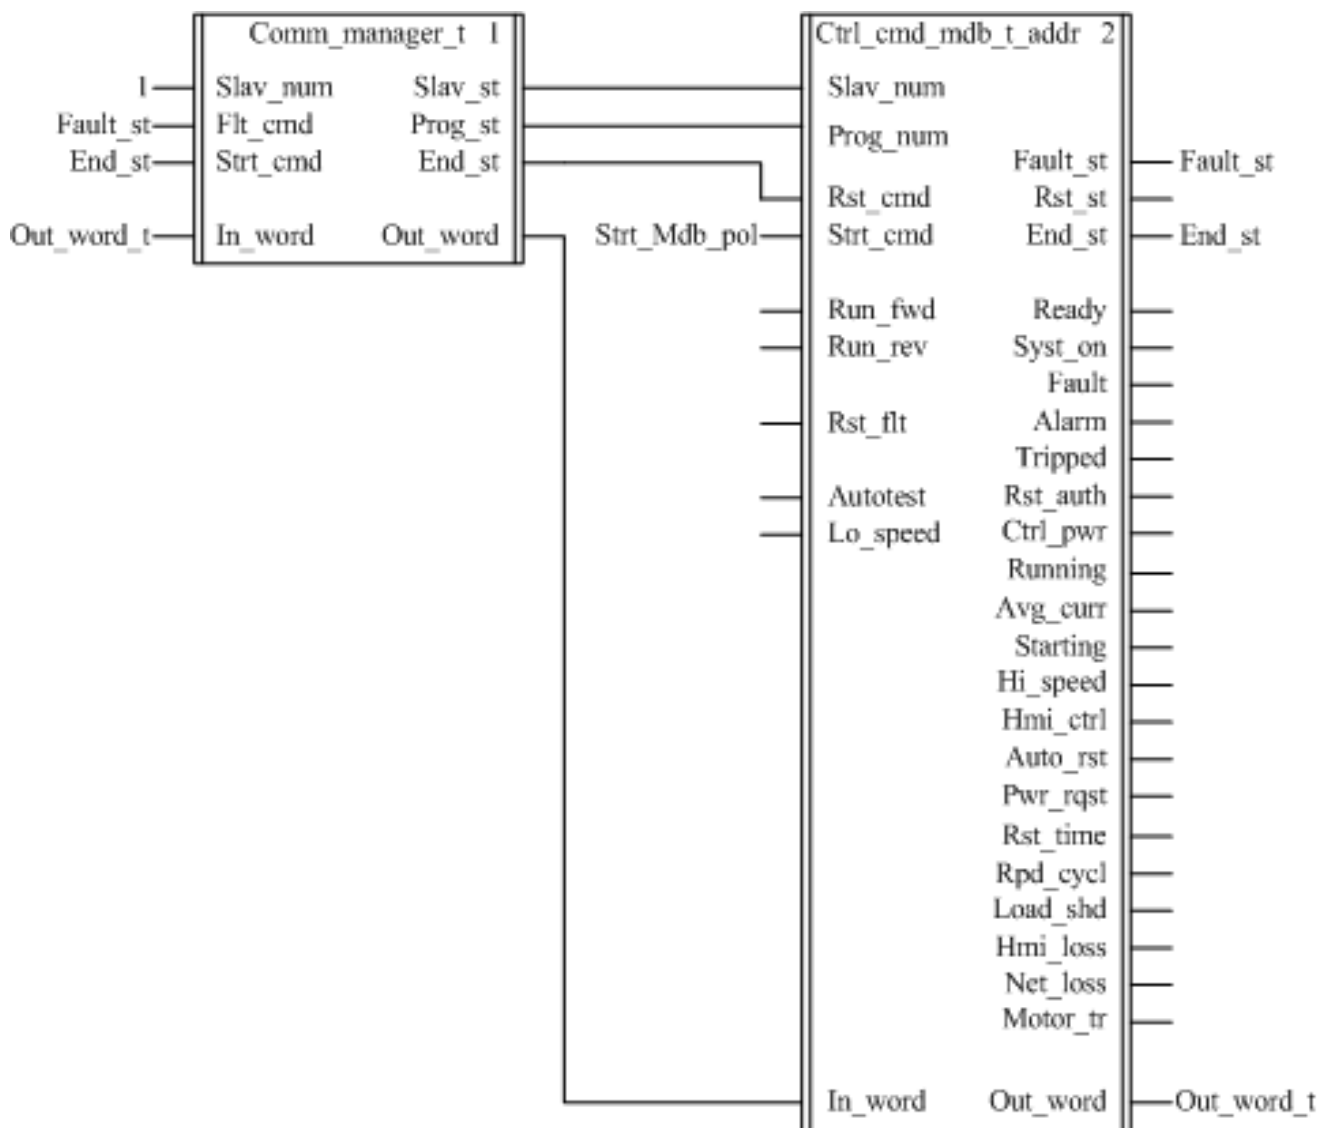 Comm_manager_t 1
1 Slav_num Slav_st
Fault_st Flt_cmd Prog_st
End_st Strt_cmd End_st
Out_word_t In_word Out_word
Ctrl_cmd_mdb_t_addr 2
Slav_num
Prog_num
Fault_st Fault_st
Rst_cmd Rst_st
Strt_Mdb_pol Strt_cmd End_st End_st
Run_fwd Ready
Run_rev Syst_on
Fault
Rst_flt Alarm
Tripped
Autotest Rst_auth
Lo_speed Ctrl_pwr
Running
Avg_curr
Starting
Hi_speed
Hmi_ctrl
Auto_rst
Pwr_rqst
Rst_time
Rpd_cycl
Load_shd
Hmi_loss
Net_loss
Motor_tr
In_word Out_word Out_word_t